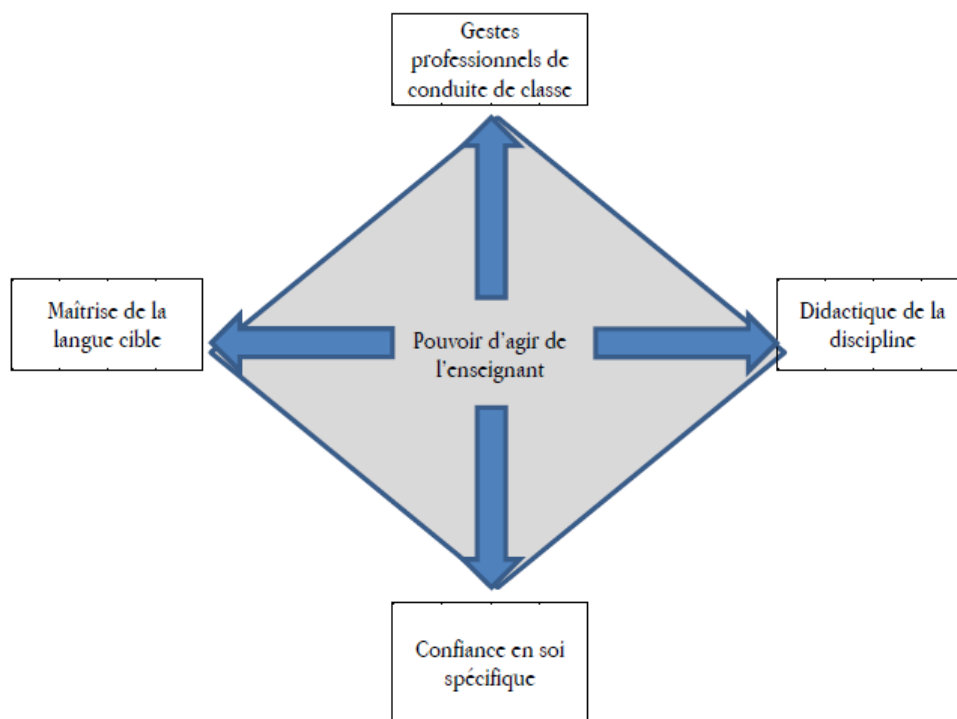 Gestes
professionnels de
conduite de classe
Maîtrise de la
langue cible
Pouvoir d'agir de
l'enseignant
Didactique de la
discipline
Confiance en soi
spécifique